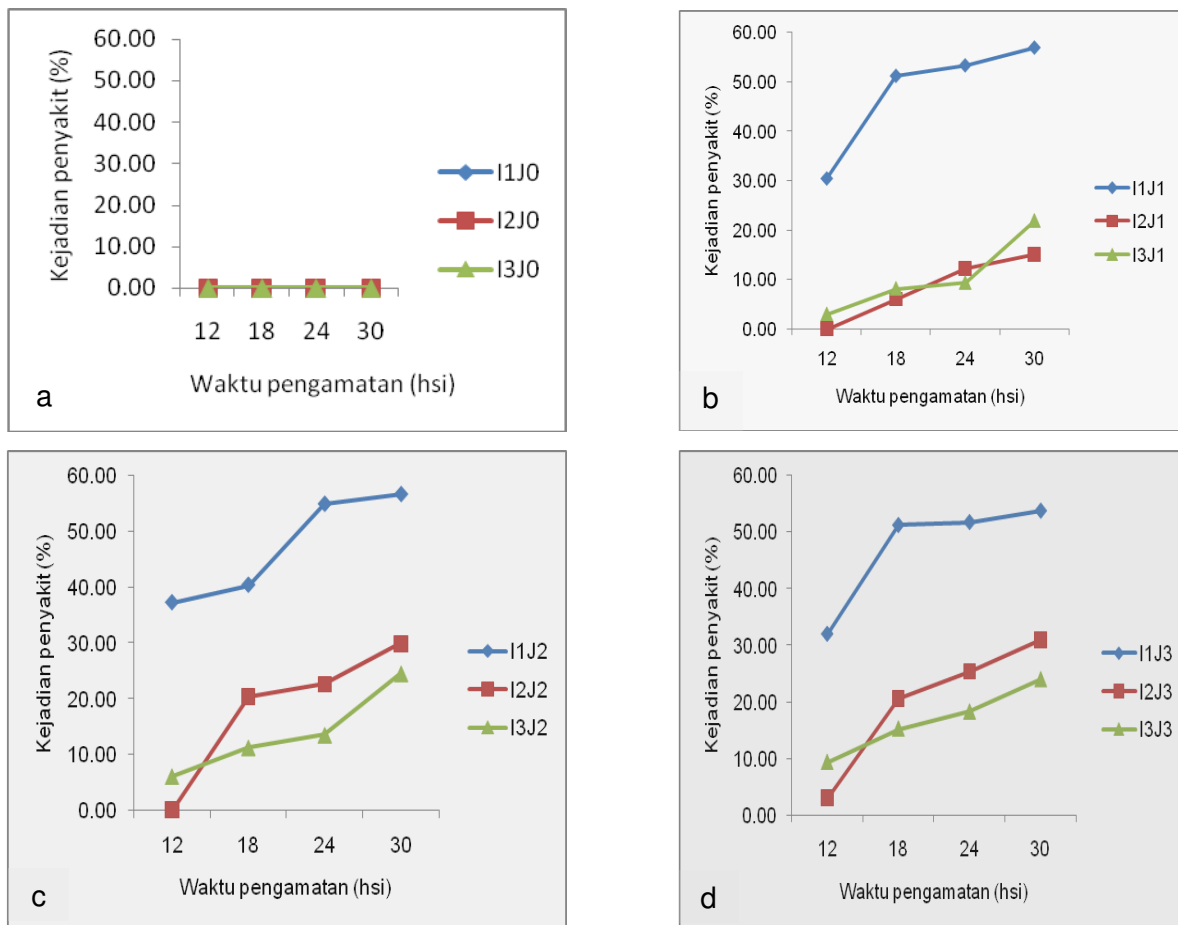 60.00
50.00
40.00
30.00
20.00
10.00
0.00
Kejadian penyakit (%)
12 18 24 30
Waktu pengamatan (hsi)
I1J0
I2J0
I3J0
a
60.00
50.00
40.00
30.00
20.00
10.00
0.00
Kejadian penyakit (%)
12 18 24 30
Waktu pengamatan (hsi)
I1J1
I2J1
I3J1
b
60.00
50.00
40.00
30.00
20.00
10.00
0.00
Kejadian penyakit (%)
12 18 24 30
Waktu pengamatan (hsi)
I1J2
I2J2
I3J2
c
60.00
50.00
40.00
30.00
20.00
10.00
0.00
Kejadian penyakit (%)
12 18 24 30
Waktu pengamatan (hsi)
I1J3
I2J3
I3J3
d